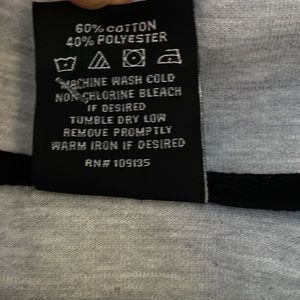 60% COTTON
40% POLYESTER
MACHINE WASH COLD
NON CHLORINE BLEACH
IF DESIRED
TUMBLE DRY LOW
REMOVE PROMPTLY
WARM IRON IF DESIRED
RN# 109135